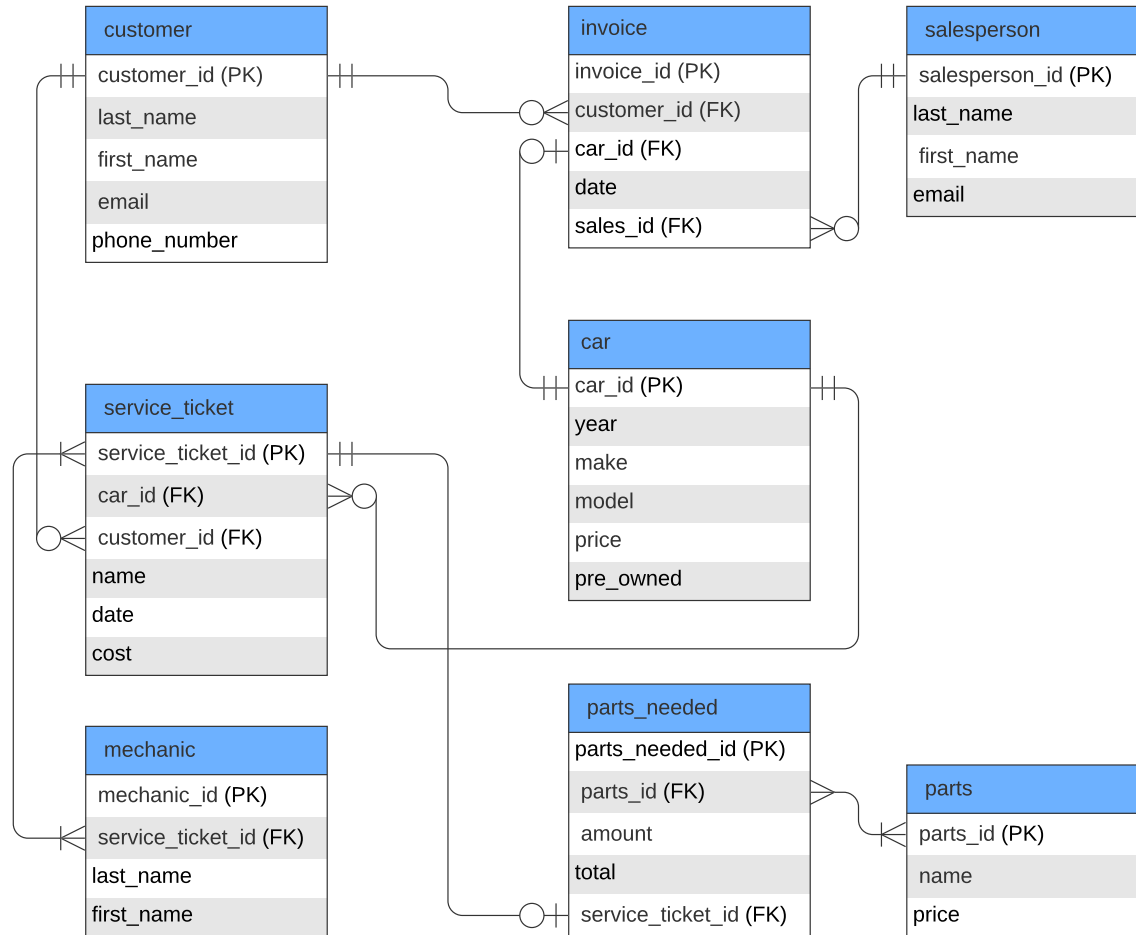 customer
customer_id (PK)
last_name
first_name
email
phone_number
invoice
invoice_id (PK)
customer_id (FK)
car_id (FK)
date
sales_id (FK)
salesperson
salesperson_id (PK)
last_name
first_name
email
car
car_id (PK)
year
make
model
price
pre_owned
service_ticket
service_ticket_id (PK)
car_id (FK)
customer_id (FK)
name
date
cost
mechanic
mechanic_id (PK)
service_ticket_id (FK)
last_name
first_name
parts_needed
parts_needed_id (PK)
parts_id (FK)
amount
total
service_ticket_id (FK)
parts
parts_id (PK)
name
price